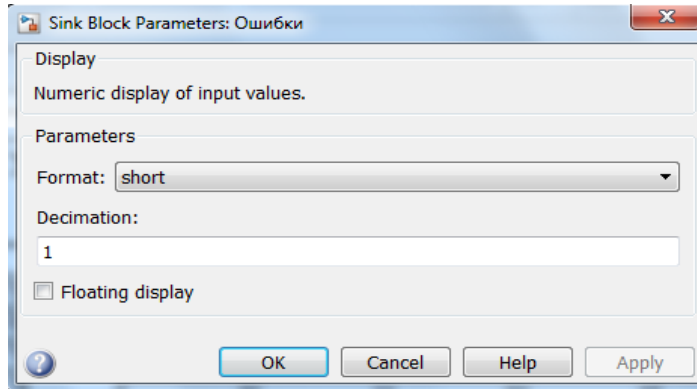 Sink Block Parameters: Ошибки
Display
Numeric display of input values.
Parameters
Format: short
Decimation:
1
Floating display
OK Cancel Help Apply